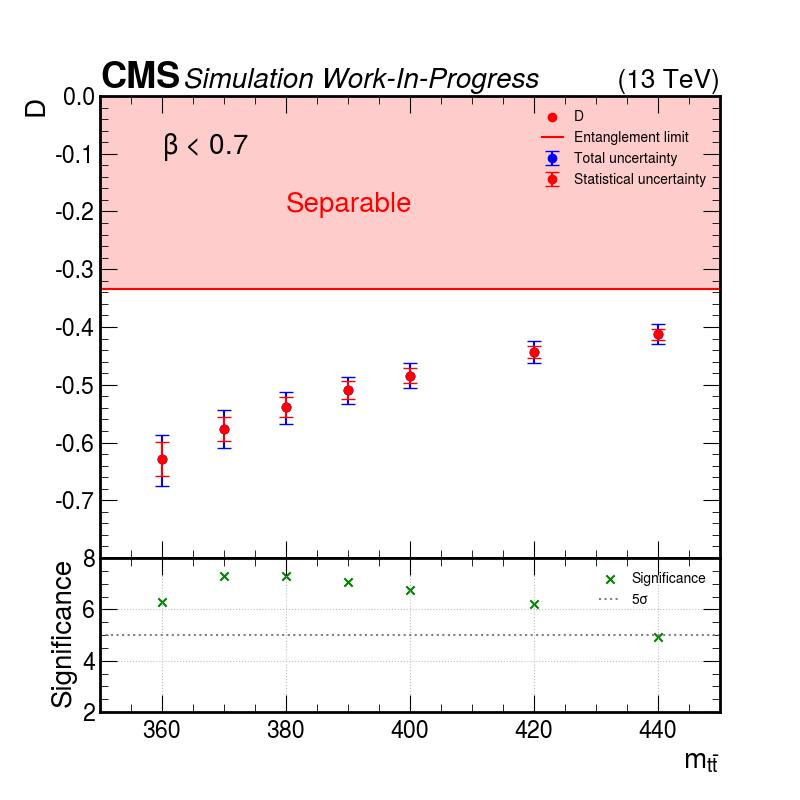 CMS Simulation Work-In-Progress (13 TeV)
D
0.0
-0.1
-0.2
-0.3
-0.4
-0.5
-0.6
-0.7
β < 0.7
Separable
D
Entanglement limit
Total uncertainty
Statistical uncertainty
Significance
8
6
4
2
Significance
5σ
360 380 400 420 440
m_{tt̄}